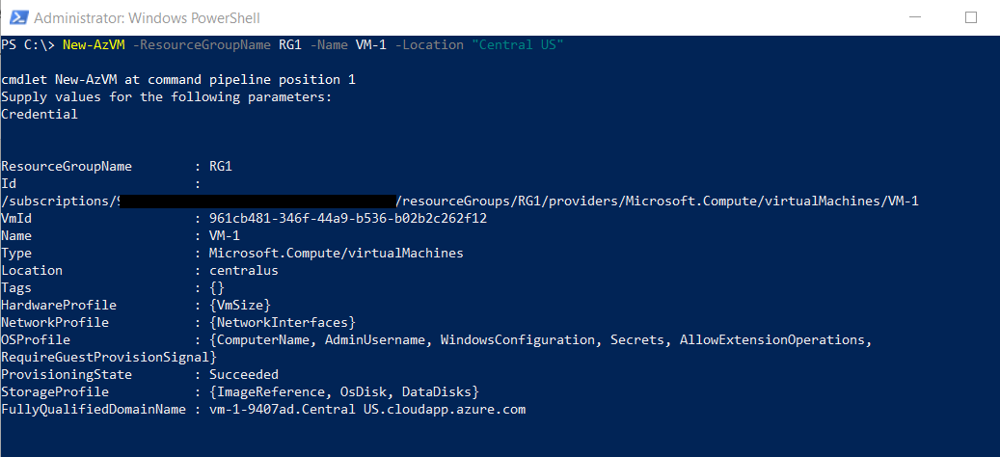 Administrator: Windows PowerShell
PS C:\> New-AzVM -ResourceGroupName RG1 -Name VM-1 -Location "Central US"
cmdlet New-AzVM at command pipeline position 1
Supply values for the following parameters:
Credential
ResourceGroupName        : RG1
Id                       :
/subscriptions/ /resourceGroups/RG1/providers/Microsoft.Compute/virtualMachines/VM-1
VmId                     : 961cb481-346f-44a9-b536-b02b2c262f12
Name                     : VM-1
Type                     : Microsoft.Compute/virtualMachines
Location                 : centralus
Tags                     : {}
HardwareProfile          : {VmSize}
NetworkProfile           : {NetworkInterfaces}
OSProfile                : {ComputerName, AdminUsername, WindowsConfiguration, Secrets, AllowExtensionOperations,
RequireGuestProvisionSignal}
ProvisioningState        : Succeeded
StorageProfile           : {ImageReference, OsDisk, DataDisks}
FullyQualifiedDomainName : vm-1-9407ad.Central US.cloudapp.azure.com